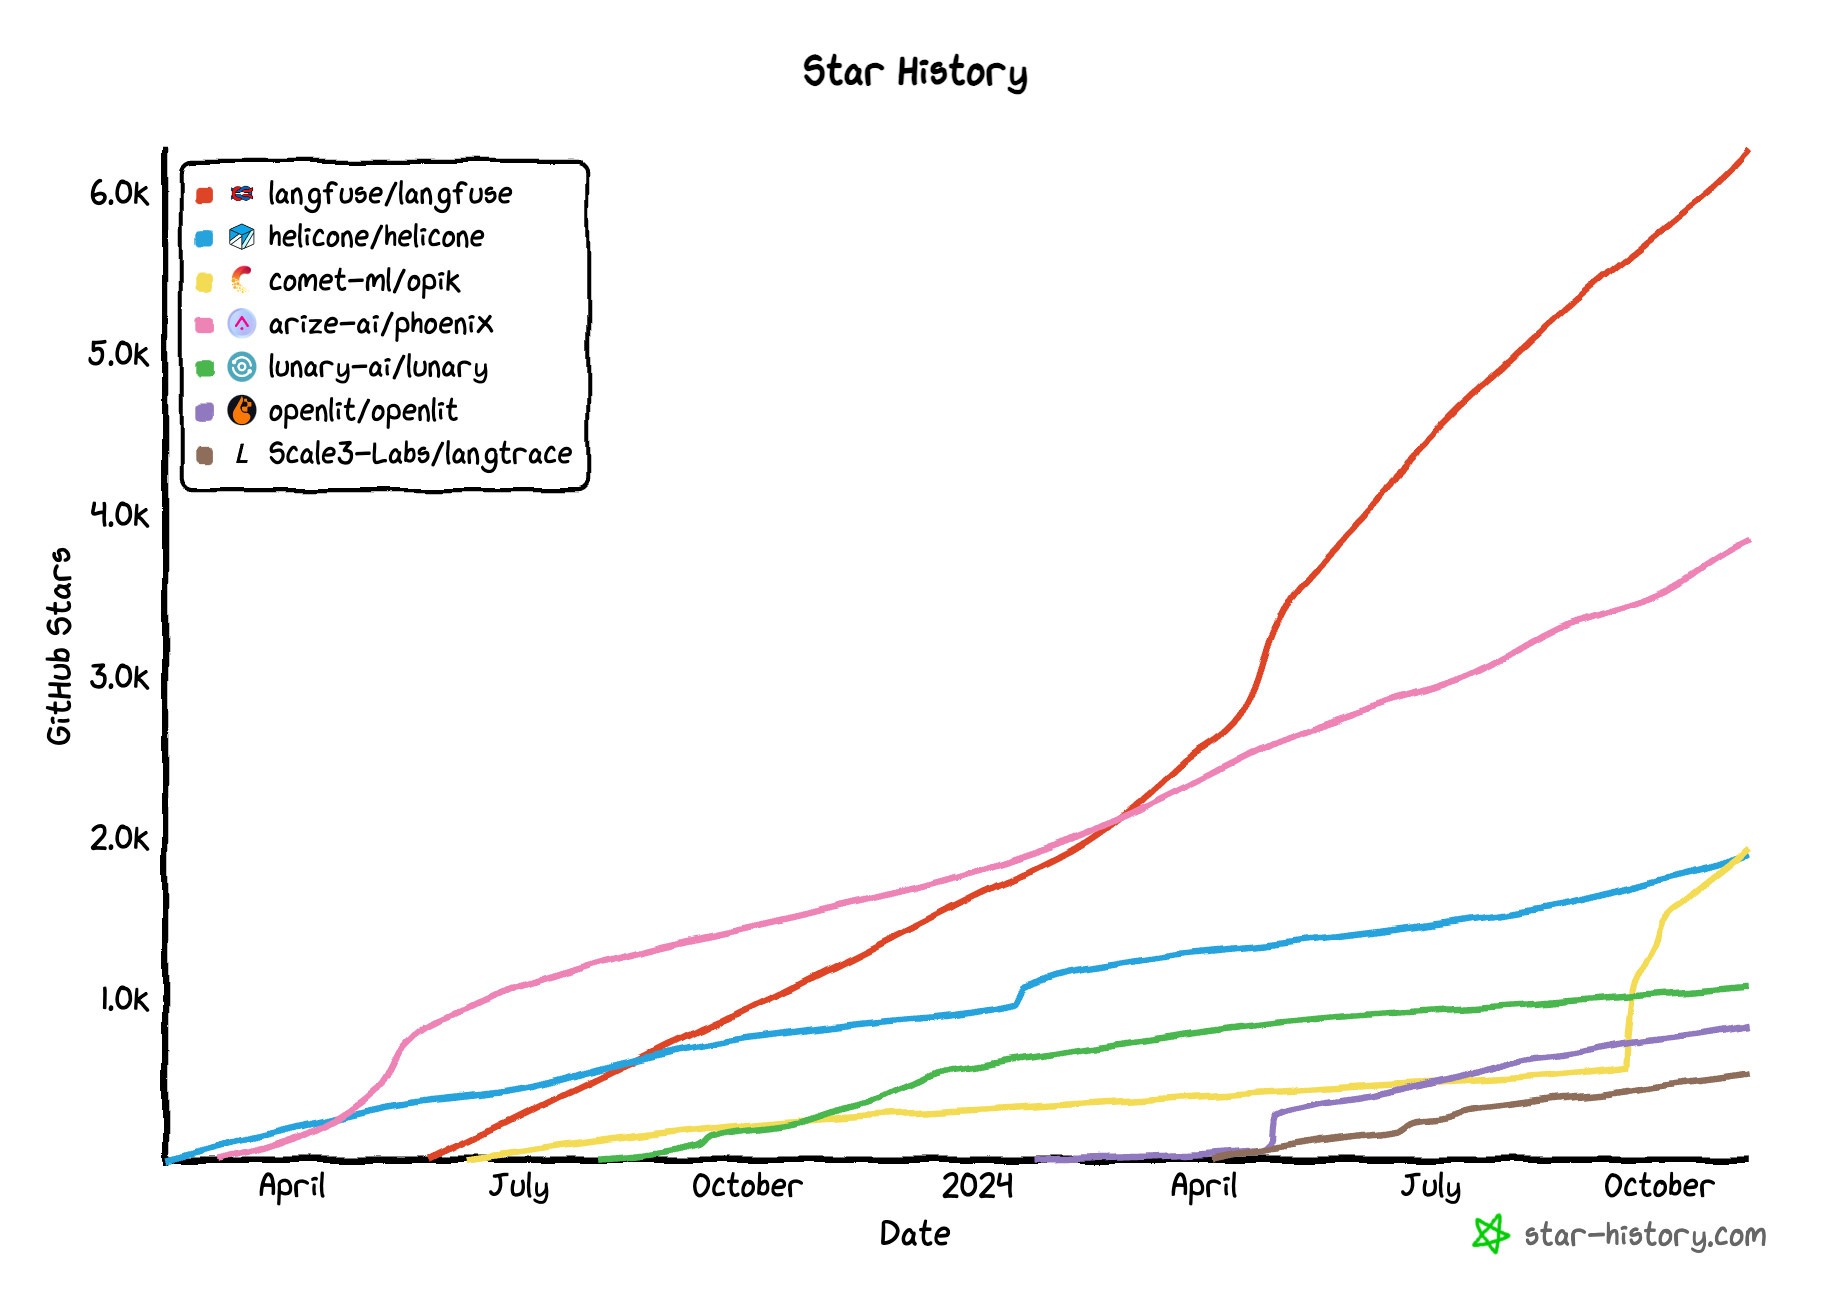 Star History
6.0k
5.0k
4.0k
3.0k
2.0k
1.0k
GitHub Stars
langfuse/langfuse
helicone/helicone
comet-ml/opik
arize-ai/phoenix
lunary-ai/lunary
openlit/openlit
L Scale3-Labs/langtrace
April July October 2024 April July October
Date
star-history.com